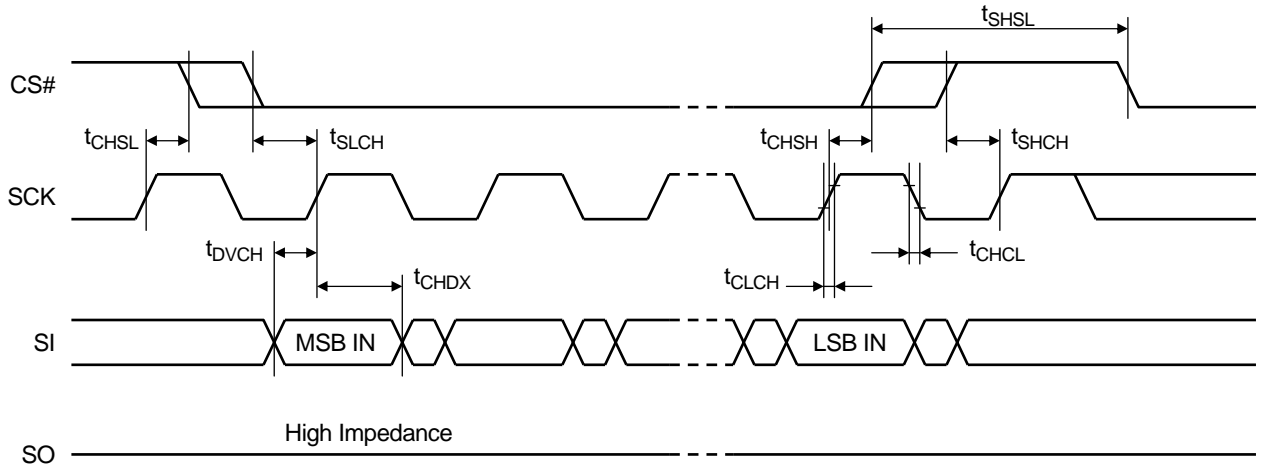 tSHSL
CS#
tCHSL
tSLCH
tCHSH
tSHCH
SCK
tDVCH
tCHDX
tCLCH
tCHCL
SI
MSB IN
LSB IN
High Impedance
SO